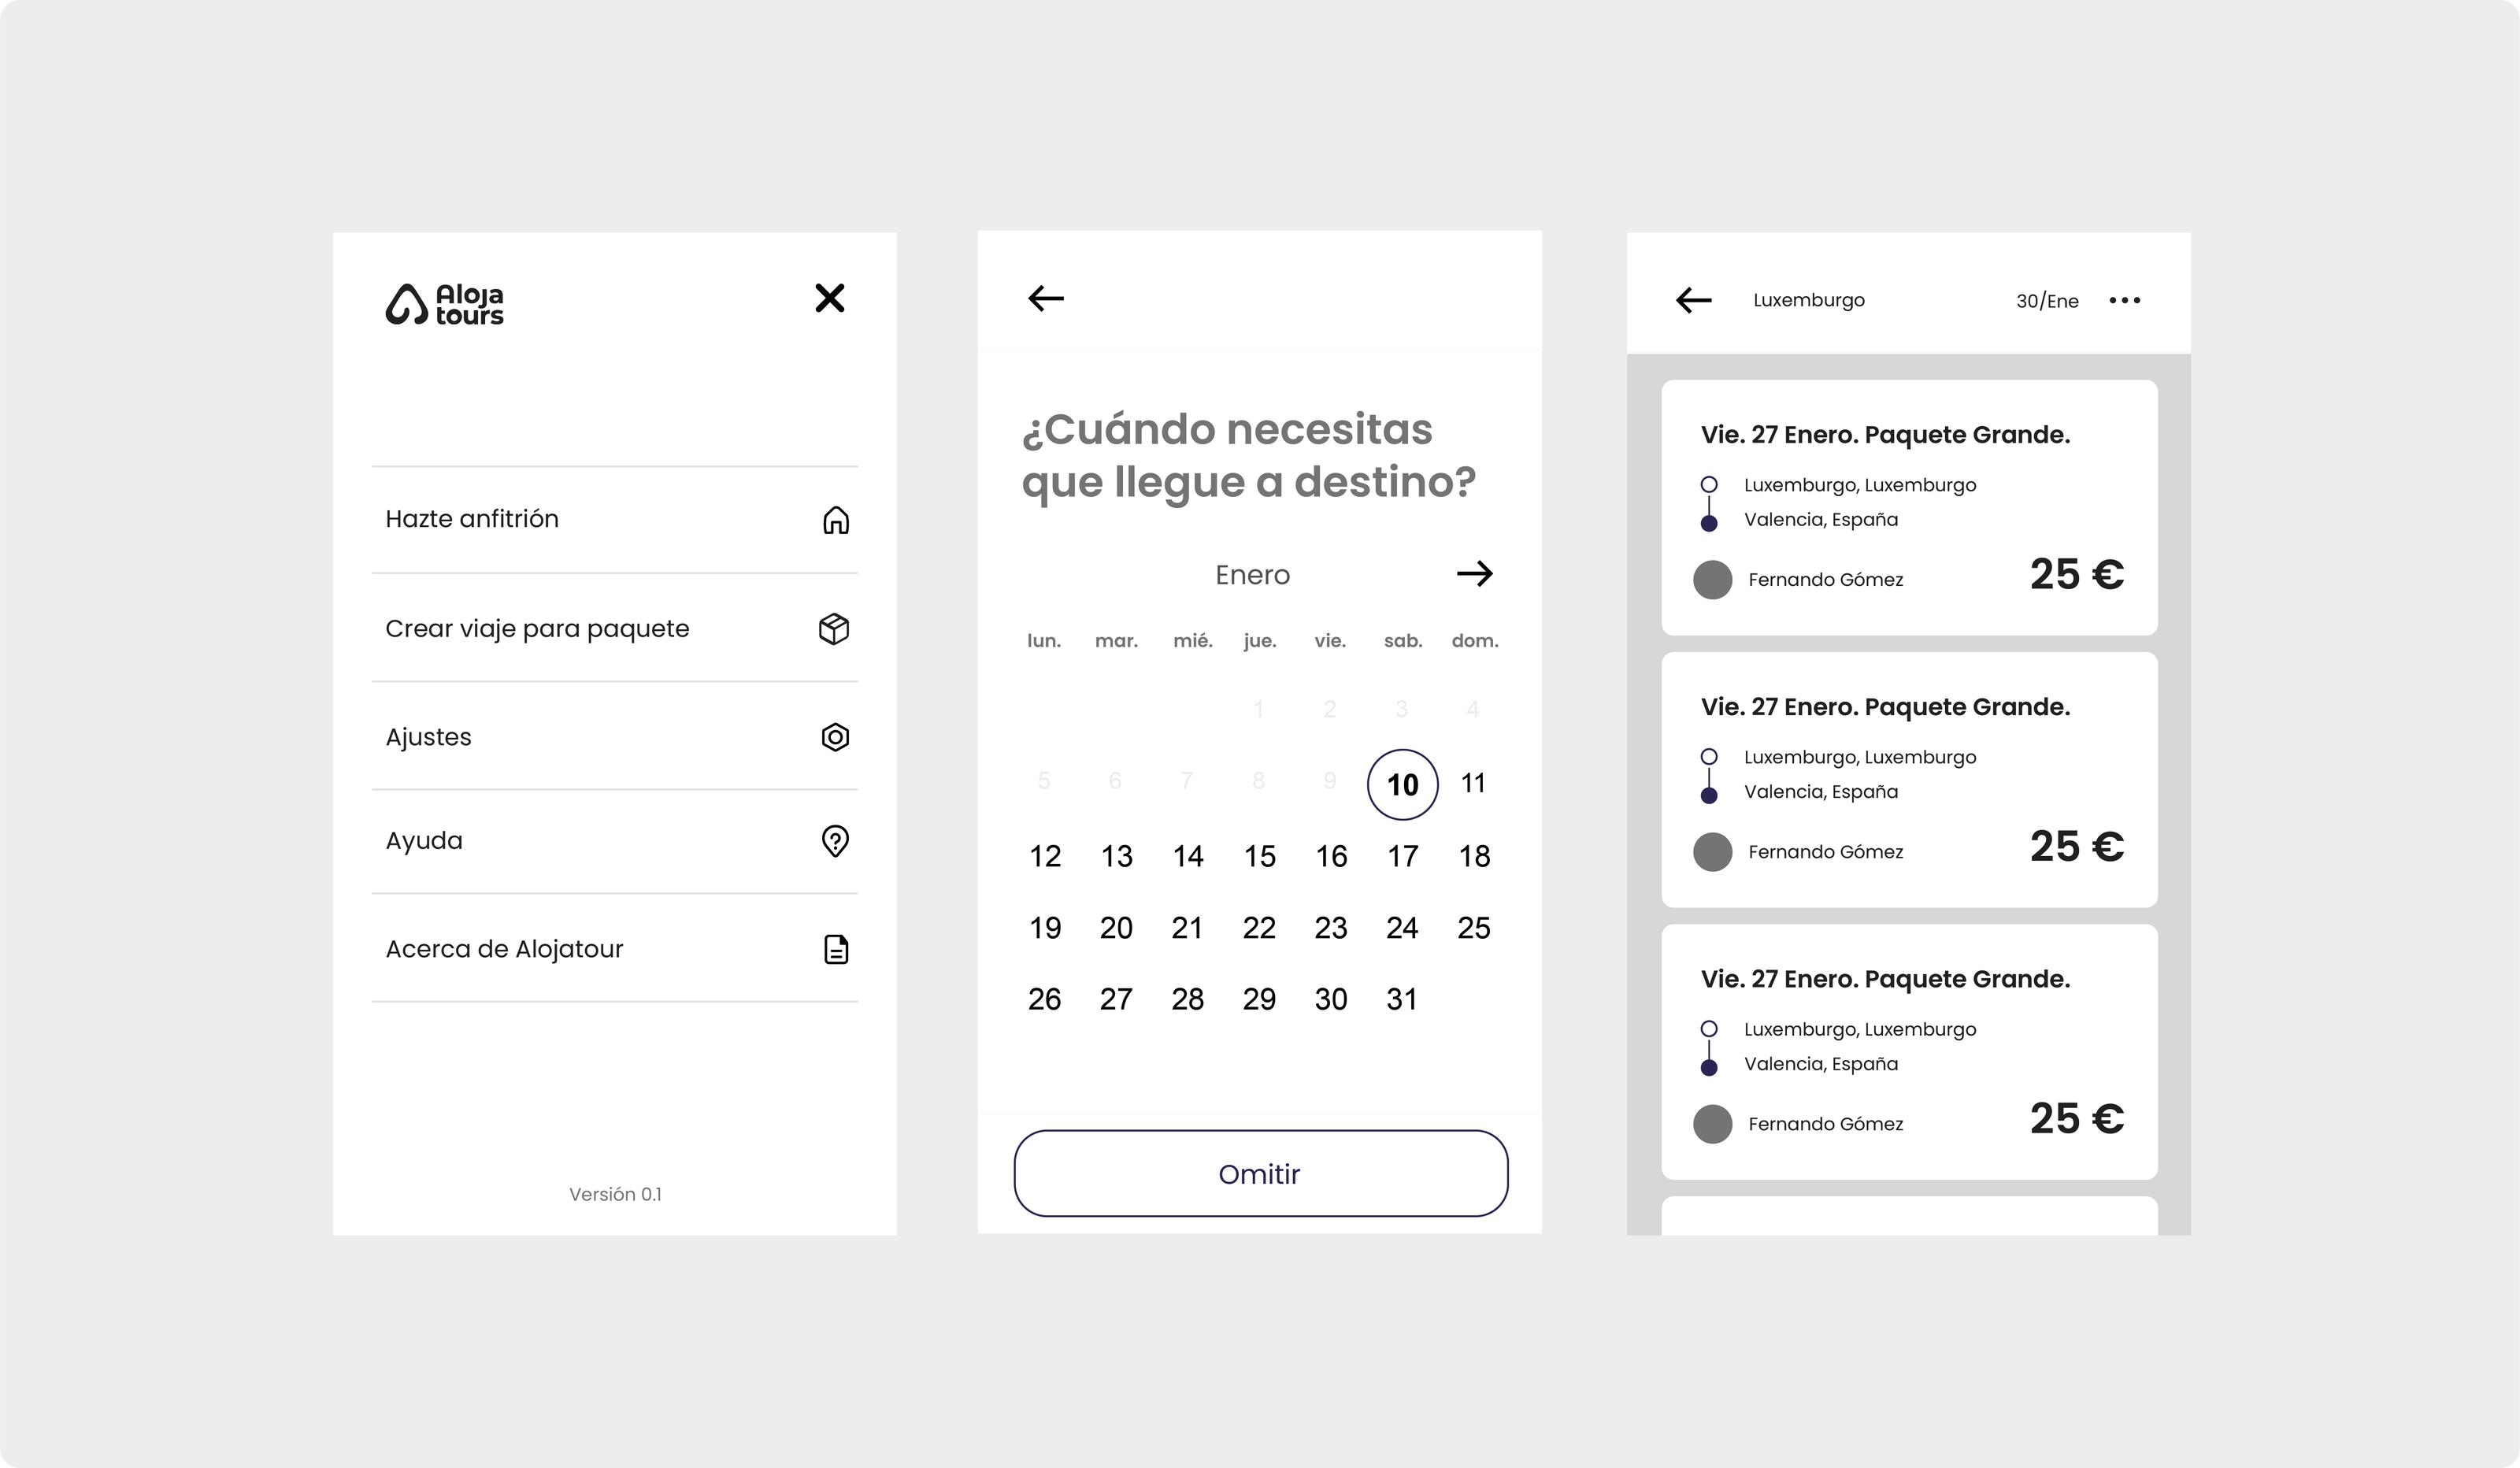 Aloja
tours
Hazte anfitrión
Crear viaje para paquete
Ajustes
Ayuda
Acerca de Alojatour
Versión 0.1
¿Cuándo necesitas
que llegue a destino?
Enero
lun. mar. mié. jue. vie. sab. dom.
1 2 3 4
5 6 7 8 9 10 11
12 13 14 15 16 17 18
19 20 21 22 23 24 25
26 27 28 29 30 31
Omitir
Luxemburgo 30/Ene
Vie. 27 Enero. Paquete Grande.
Luxemburgo, Luxemburgo
Valencia, España
Fernando Gómez 25 €
Vie. 27 Enero. Paquete Grande.
Luxemburgo, Luxemburgo
Valencia, España
Fernando Gómez 25 €
Vie. 27 Enero. Paquete Grande.
Luxemburgo, Luxemburgo
Valencia, España
Fernando Gómez 25 €